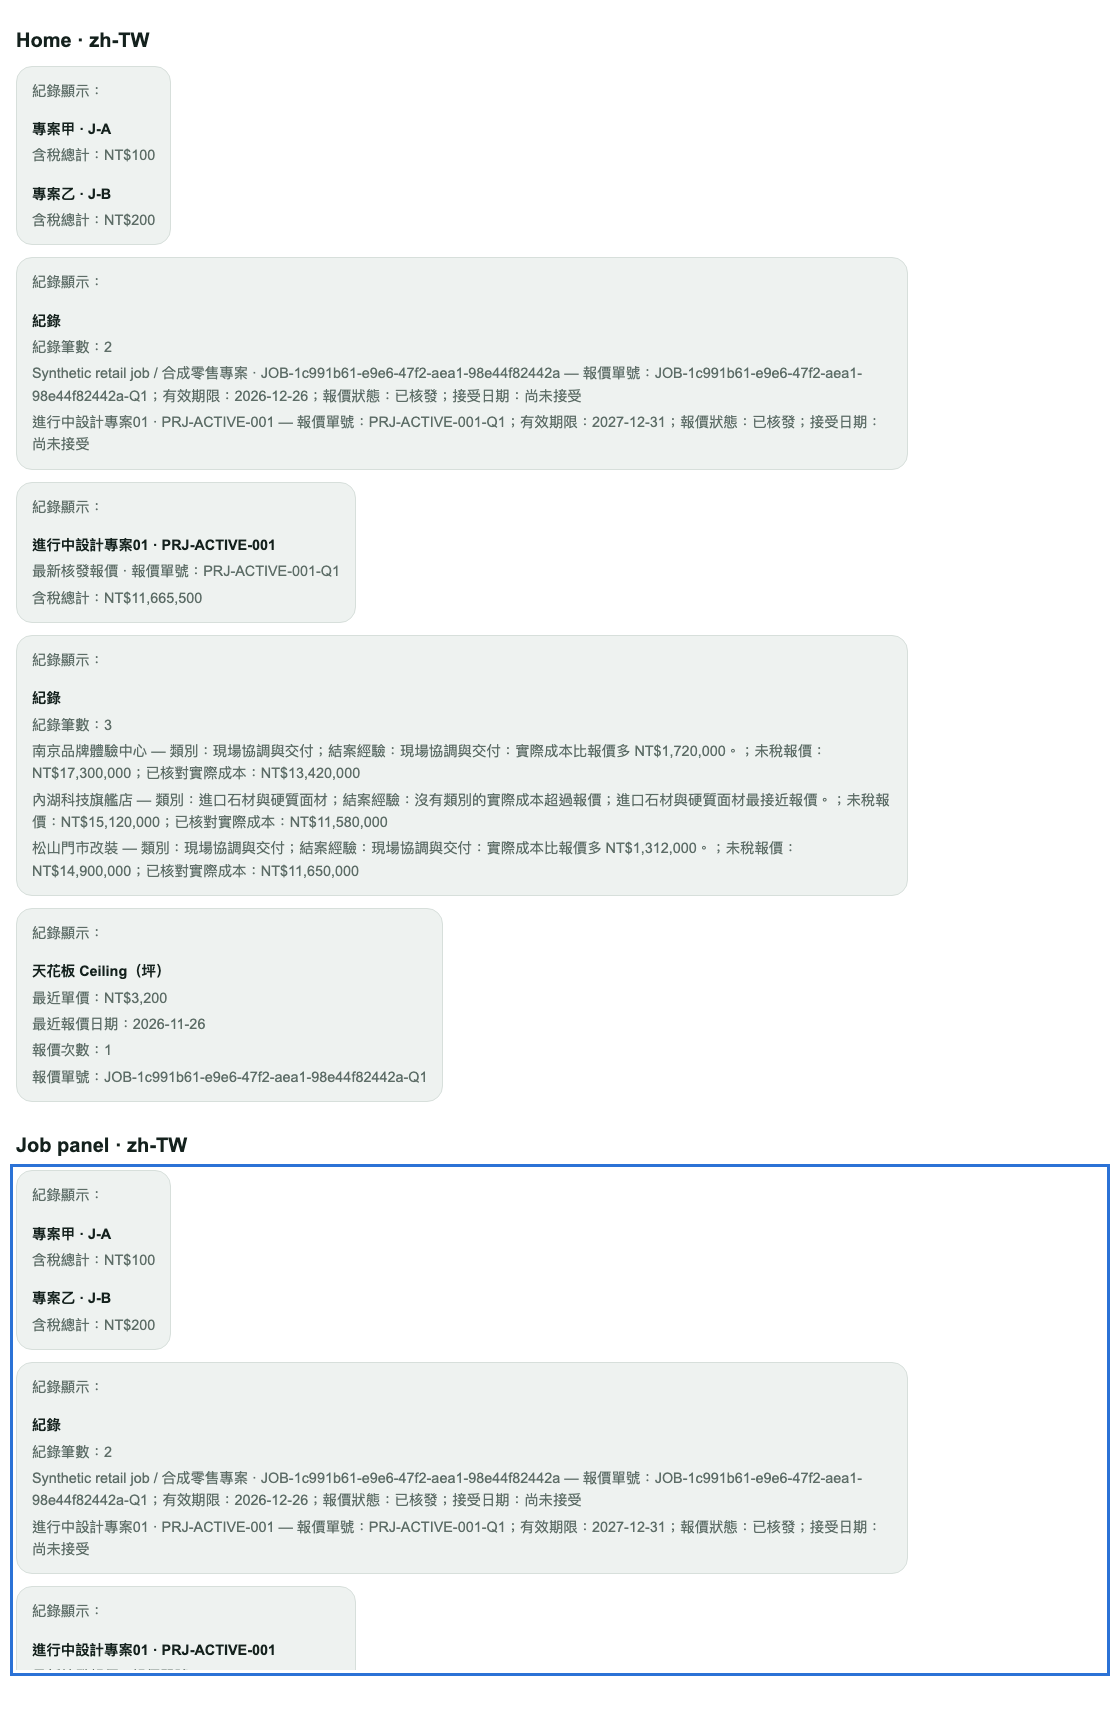 Home · zh-TW
紀錄顯示：
專案甲 · J-A
含稅總計：NT$100
專案乙 · J-B
含稅總計：NT$200
紀錄顯示：
紀錄
紀錄筆數：2
Synthetic retail job / 合成零售專案 · JOB-1c991b61-e9e6-47f2-aea1-98e44f82442a — 報價單號：JOB-1c991b61-e9e6-47f2-aea1-
98e44f82442a-Q1；有效期限：2026-12-26；報價狀態：已核發；接受日期：尚未接受
進行中設計專案01 · PRJ-ACTIVE-001 — 報價單號：PRJ-ACTIVE-001-Q1；有效期限：2027-12-31；報價狀態：已核發；接受日期：
尚未接受
紀錄顯示：
進行中設計專案01 · PRJ-ACTIVE-001
最新核發報價 · 報價單號：PRJ-ACTIVE-001-Q1
含稅總計：NT$11,665,500
紀錄顯示：
紀錄
紀錄筆數：3
南京品牌體驗中心 — 類別：現場協調與交付；結案經驗：現場協調與交付：實際成本比報價多 NT$1,720,000。；未稅報價：
NT$17,300,000；已核對實際成本：NT$13,420,000
內湖科技旗艦店 — 類別：進口石材與硬質面材；結案經驗：沒有類別的實際成本超過報價；進口石材與硬質面材最接近報價。；未稅報
價：NT$15,120,000；已核對實際成本：NT$11,580,000
松山門市改裝 — 類別：現場協調與交付；結案經驗：現場協調與交付：實際成本比報價多 NT$1,312,000。；未稅報價：
NT$14,900,000；已核對實際成本：NT$11,650,000
紀錄顯示：
天花板 Ceiling（坪）
最近單價：NT$3,200
最近報價日期：2026-11-26
報價次數：1
報價單號：JOB-1c991b61-e9e6-47f2-aea1-98e44f82442a-Q1
Job panel · zh-TW
紀錄顯示：
專案甲 · J-A
含稅總計：NT$100
專案乙 · J-B
含稅總計：NT$200
紀錄顯示：
紀錄
紀錄筆數：2
Synthetic retail job / 合成零售專案 · JOB-1c991b61-e9e6-47f2-aea1-98e44f82442a — 報價單號：JOB-1c991b61-e9e6-47f2-aea1-
98e44f82442a-Q1；有效期限：2026-12-26；報價狀態：已核發；接受日期：尚未接受
進行中設計專案01 · PRJ-ACTIVE-001 — 報價單號：PRJ-ACTIVE-001-Q1；有效期限：2027-12-31；報價狀態：已核發；接受日期：
尚未接受
紀錄顯示：
進行中設計專案01 · PRJ-ACTIVE-001